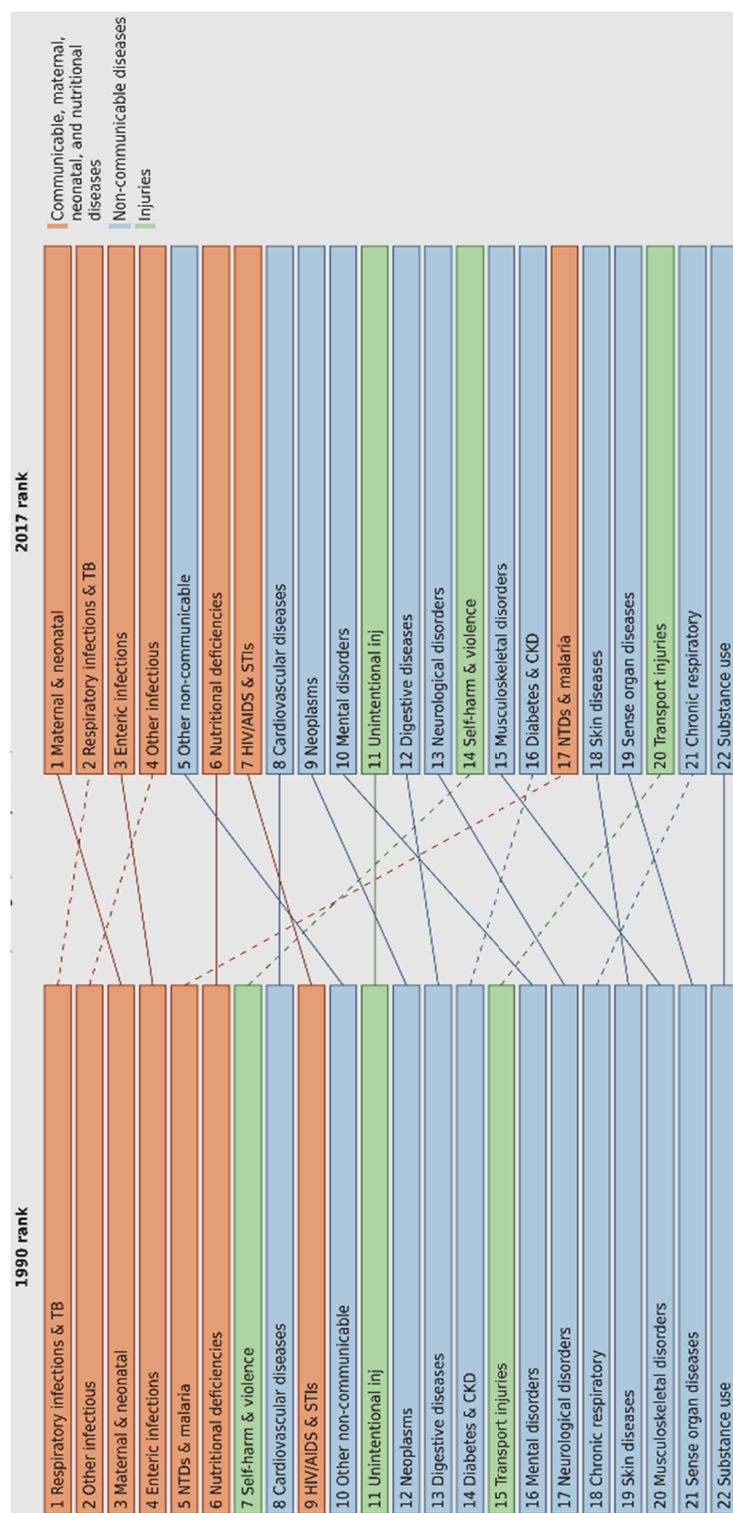 1990 rank
1 Respiratory infections & TB
2 Other infectious
3 Maternal & neonatal
4 Enteric infections
5 NTDs & malaria
6 Nutritional deficiencies
7 Self-harm & violence
8 Cardiovascular diseases
9 HIV/AIDS & STIs
10 Other non-communicable
11 Unintentional inj
12 Neoplasms
13 Digestive diseases
14 Diabetes & CKD
15 Transport injuries
16 Mental disorders
17 Neurological disorders
18 Chronic respiratory
19 Skin diseases
20 Musculoskeletal disorders
21 Sense organ diseases
22 Substance use
2017 rank
1 Maternal & neonatal
2 Respiratory infections & TB
3 Enteric infections
4 Other infectious
5 Other non-communicable
6 Nutritional deficiencies
7 HIV/AIDS & STIs
8 Cardiovascular diseases
9 Neoplasms
10 Mental disorders
11 Unintentional inj
12 Digestive diseases
13 Neurological disorders
14 Self-harm & violence
15 Musculoskeletal disorders
16 Diabetes & CKD
17 NTDs & malaria
18 Skin diseases
19 Sense organ diseases
20 Transport injuries
21 Chronic respiratory
22 Substance use
Communicable, maternal,
neonatal, and nutritional
diseases
Non-communicable diseases
Injuries